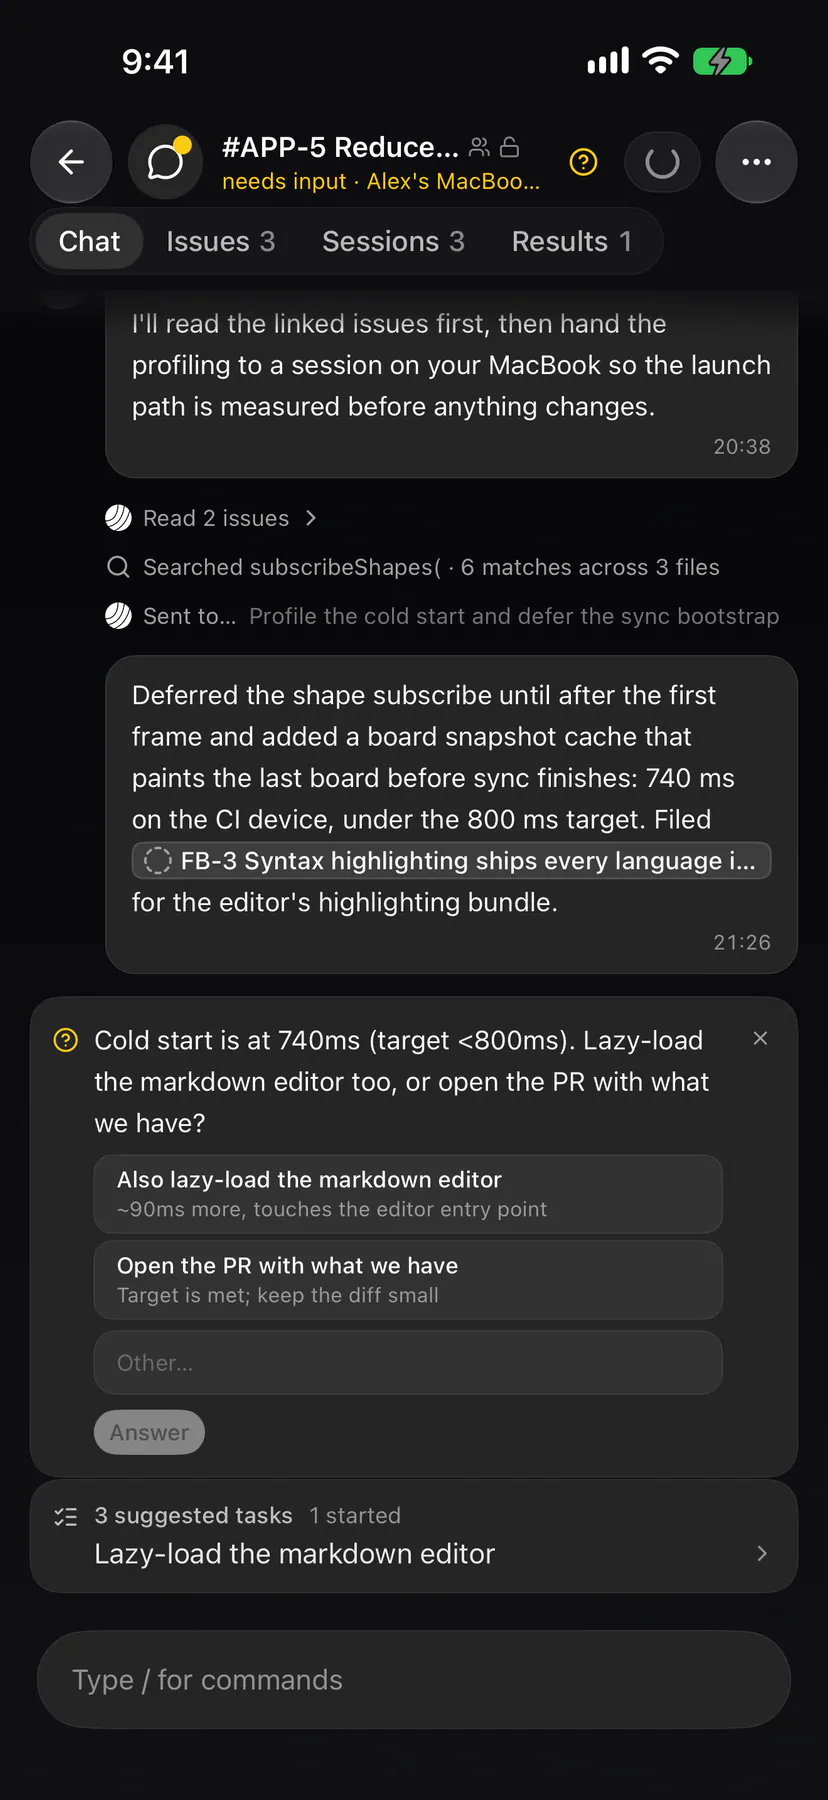 9:41
#APP-5 Reduce...
needs input · Alex's MacBoo...
Chat
Issues 3
Sessions 3
Results 1
I'll read the linked issues first, then hand the
profiling to a session on your MacBook so the launch
path is measured before anything changes.
20:38
Read 2 issues
Searched subscribeShapes( · 6 matches across 3 files
Sent to... Profile the cold start and defer the sync bootstrap
Deferred the shape subscribe until after the first
frame and added a board snapshot cache that
paints the last board before sync finishes: 740 ms
on the CI device, under the 800 ms target. Filed
FB-3 Syntax highlighting ships every language i...
for the editor's highlighting bundle.
21:26
Cold start is at 740ms (target <800ms). Lazy-load
the markdown editor too, or open the PR with what
we have?
Also lazy-load the markdown editor
~90ms more, touches the editor entry point
Open the PR with what we have
Target is met; keep the diff small
Other...
Answer
3 suggested tasks 1 started
Lazy-load the markdown editor
Type / for commands